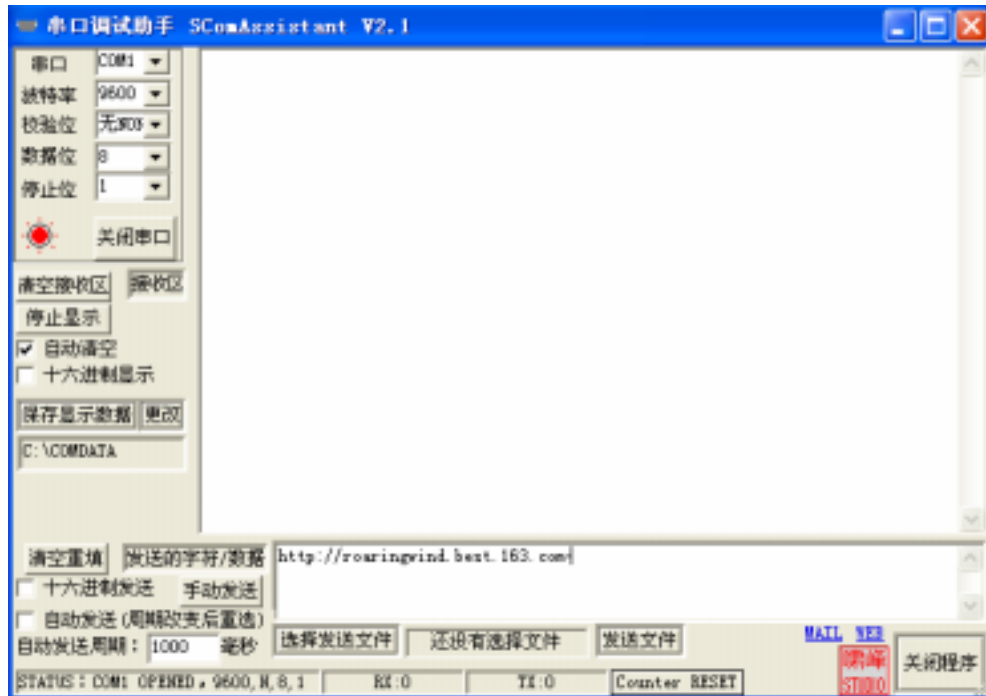 串口调试助手 SComAssistant V2.1
串口 COM1
波特率 9600
校验位 无NON
数据位 8
停止位 1
关闭串口
清空接收区 接收区
停止显示
自动清空
十六进制显示
保存显示数据 更改
C:\COMDATA
清空重填 发送的字符/数据 http://roaringwind.best.163.com
十六进制发送 手动发送
自动发送(周期改变后重选)
自动发送周期: 1000 毫秒 选择发送文件 还没有选择文件 发送文件 MAIL WEB
STUDIO 关闭程序
STATUS:COM1 OPENED,9600,N,8,1 RX:0 TX:0 Counter RESET